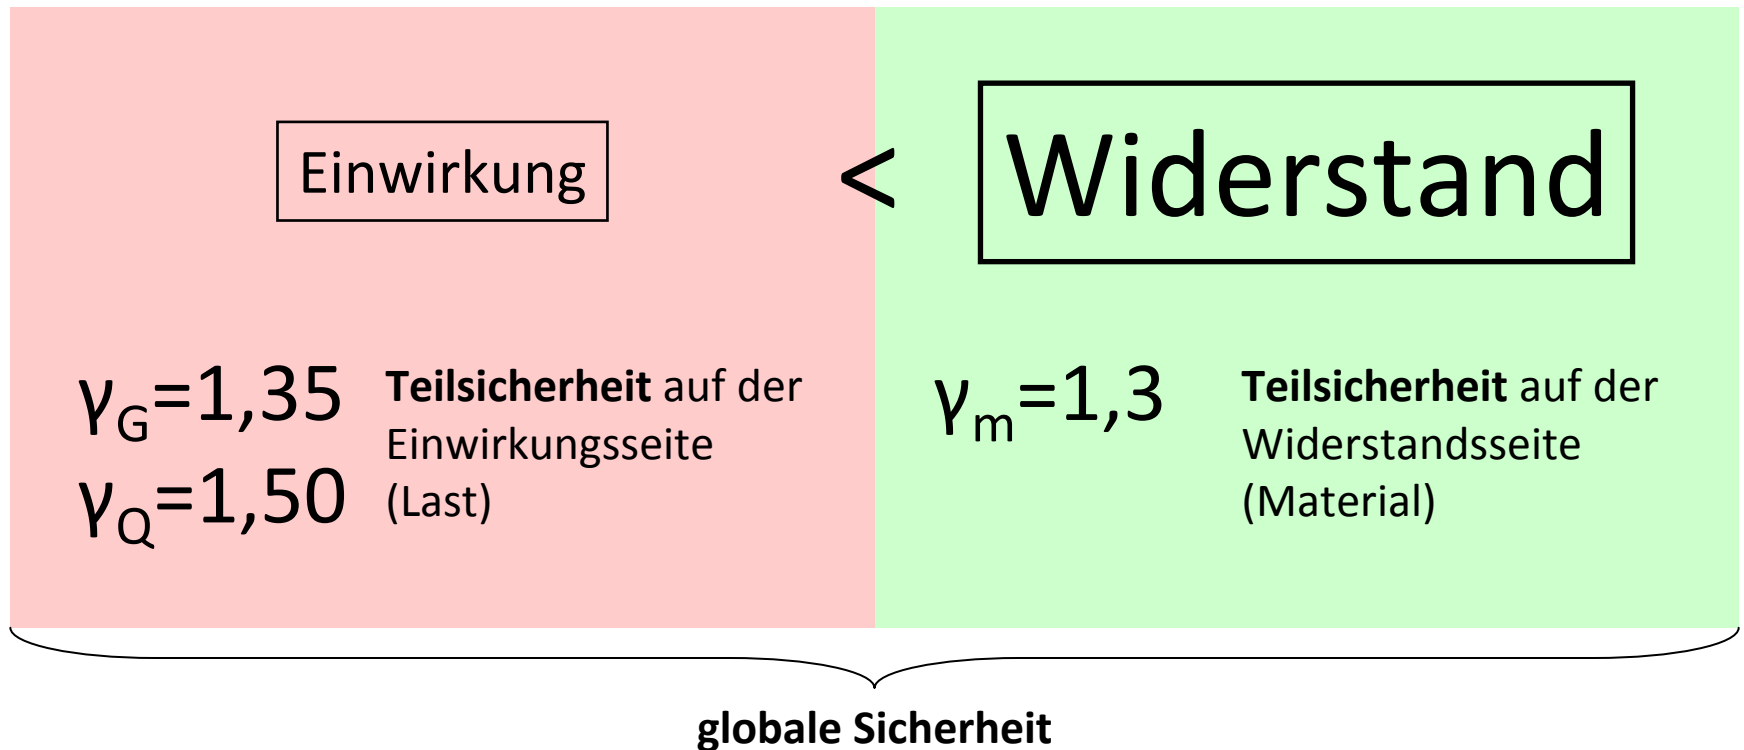 Einwirkung < Widerstand
γG=1,35
γQ=1,50
Teilsicherheit auf der
Einwirkungsseite
(Last)
γm=1,3
Teilsicherheit auf der
Widerstandsseite
(Material)
globale Sicherheit